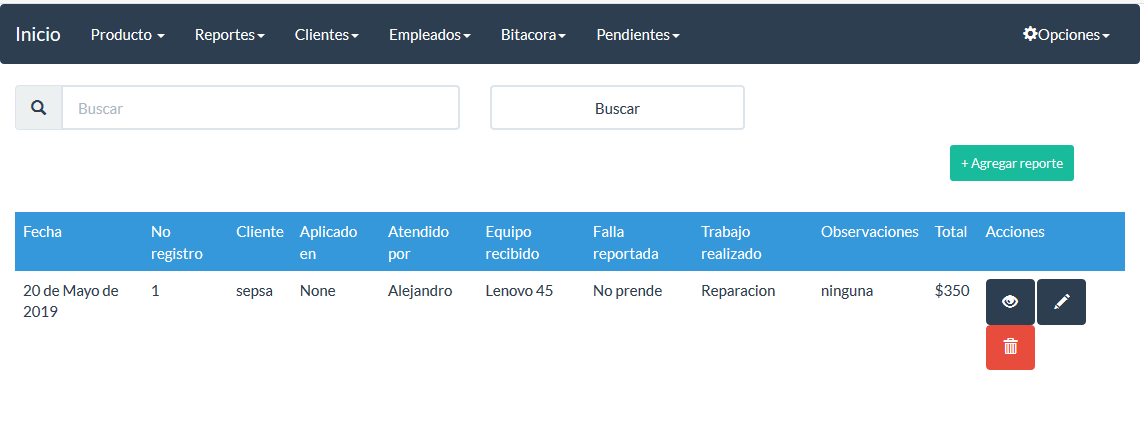 Inicio Producto Reportes Clientes Empleados Bitacora Pendientes Opciones
Buscar Buscar
+ Agregar reporte
Fecha No registro Cliente Aplicado en Atendido por Equipo recibido Falla reportada Trabajo realizado Observaciones Total Acciones
20 de Mayo de 2019 1 sepsa None Alejandro Lenovo 45 No prende Reparacion ninguna $350